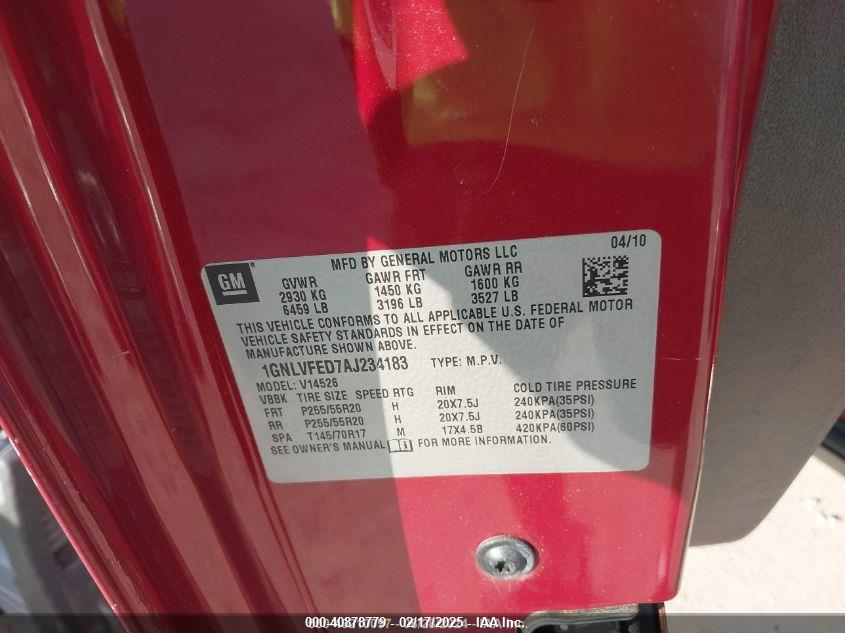 MFD BY GENERAL MOTORS LLC 04/10
GM®
GVWR GAWR FRT GAWR RR
2930 KG 1450 KG 1600 KG
6459 LB 3196 LB 3527 LB
THIS VEHICLE CONFORMS TO ALL APPLICABLE U.S. FEDERAL MOTOR
VEHICLE SAFETY STANDARDS IN EFFECT ON THE DATE OF
MANUFACTURE SHOWN ABOVE.
1GNLVFED7AJ234183 TYPE: M.P.V.
MODEL: V14526
VBBK TIRE SIZE SPEED RTG RIM COLD TIRE PRESSURE
FRT P255/55R20 H 20X7.5J 240KPA(35PSI)
RR P255/55R20 H 20X7.5J 240KPA(35PSI)
SPA T145/70R17 M 17X4.5B 420KPA(60PSI)
SEE OWNER'S MANUAL FOR MORE INFORMATION.
000-40878779 - 02/17/2025 - IAA Inc.